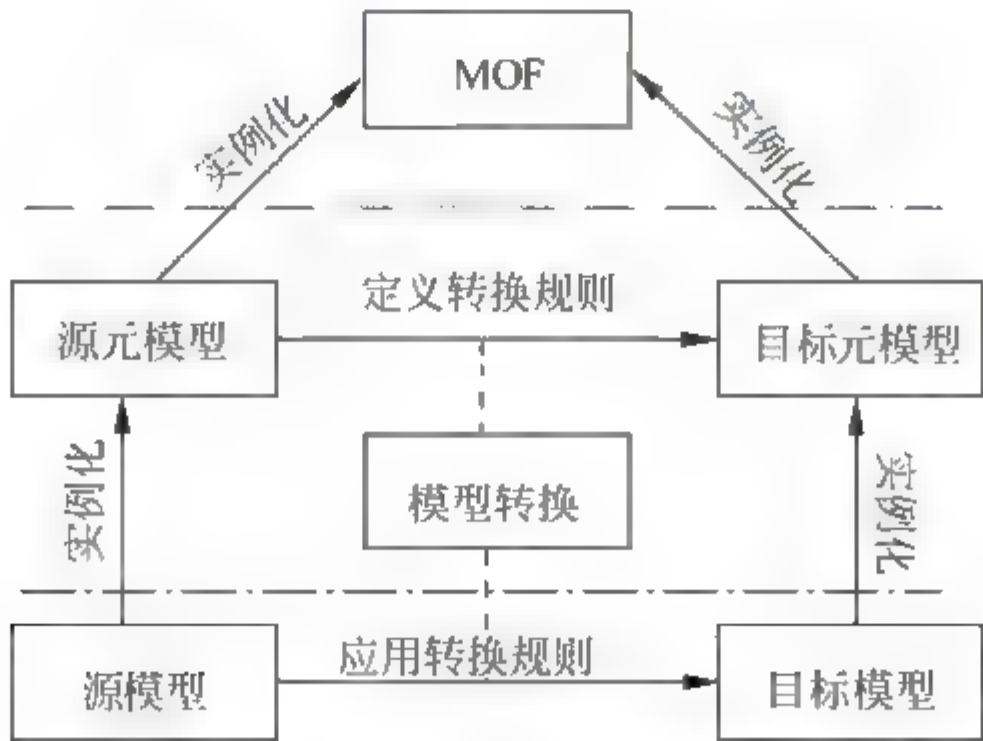 MOF
实例化
实例化
定义转换规则
源元模型
目标元模型
实例化
模型转换
实例化
应用转换规则
源模型
目标模型